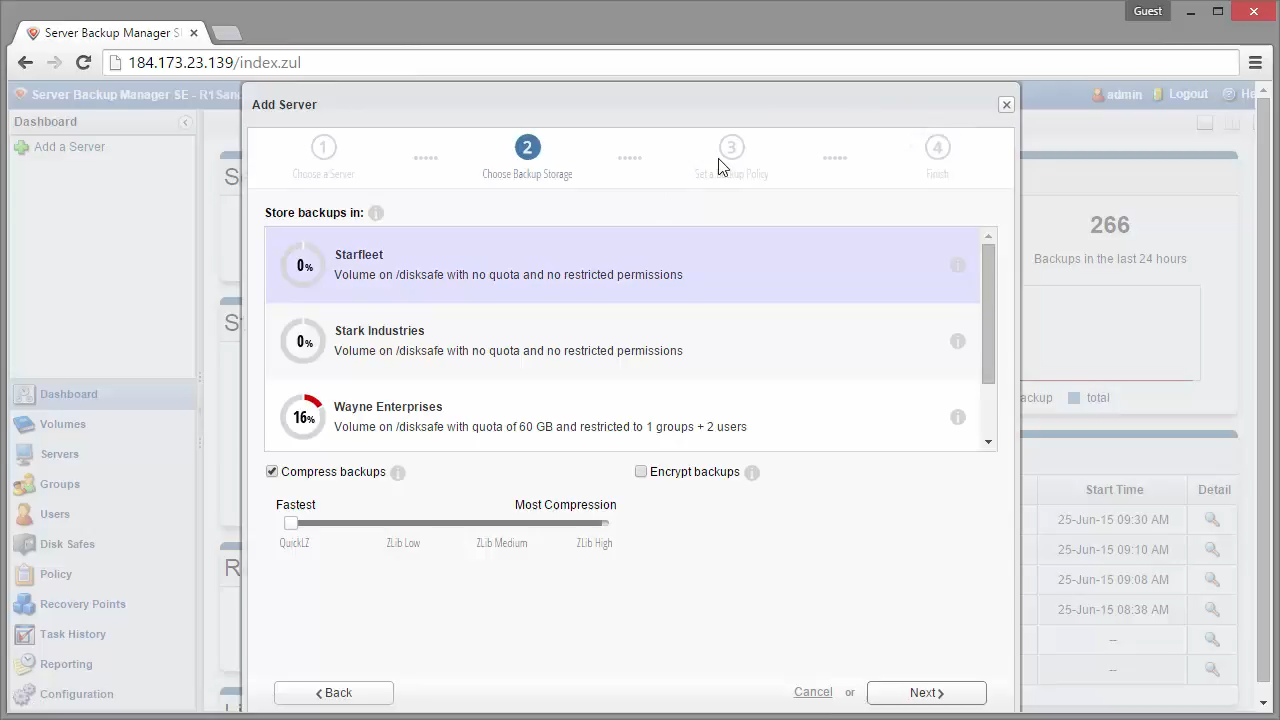 Guest
Server Backup Manager S
184.173.23.139/index.zul
Server Backup Manager SE - R1San
admin
Logout
He
Dashboard
Add a Server
Dashboard
Volumes
Servers
Groups
Users
Disk Safes
Policy
Recovery Points
Task History
Reporting
Configuration
Add Server
1
2
3
4
Choose a Server
Choose Backup Storage
Set a Backup Policy
Finish
Store backups in:
0%
Starfleet
Volume on /disksafe with no quota and no restricted permissions
0%
Stark Industries
Volume on /disksafe with no quota and no restricted permissions
16%
Wayne Enterprises
Volume on /disksafe with quota of 60 GB and restricted to 1 groups + 2 users
Compress backups
Encrypt backups
Fastest
Most Compression
QuickLZ
ZLib Low
ZLib Medium
ZLib High
Back
Cancel
or
Next
266
Backups in the last 24 hours
ackup
total
Start Time
Detail
25-Jun-15 09:30 AM
25-Jun-15 09:10 AM
25-Jun-15 09:08 AM
25-Jun-15 08:38 AM
--
--